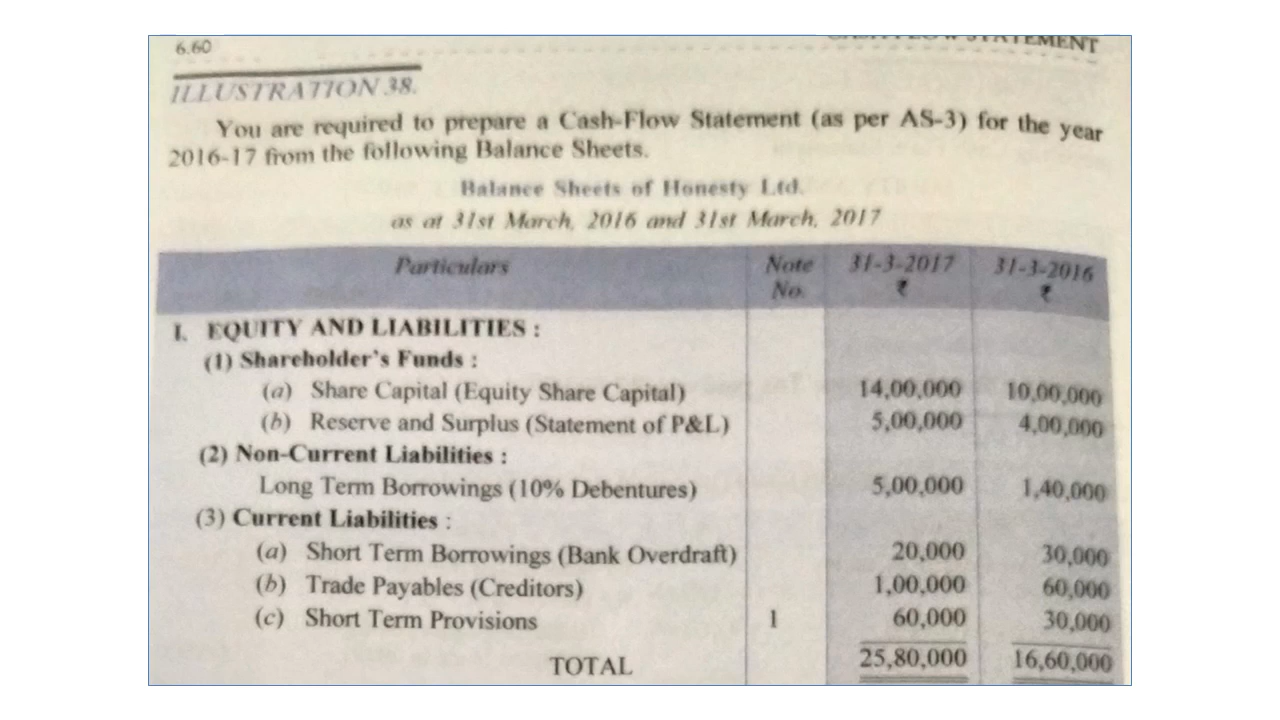 6.60
STATEMENT
ILLUSTRATION 38.
You are required to prepare a Cash-Flow Statement (as per AS-3) for the year
2016-17 from the following Balance Sheets.
Balance Sheets of Honesty Ltd.
as at 31st March, 2016 and 31st March, 2017
Particulars Note No. 31-3-2017 ₹ 31-3-2016 ₹
I. EQUITY AND LIABILITIES :
(1) Shareholder's Funds :
(a) Share Capital (Equity Share Capital) 14,00,000 10,00,000
(b) Reserve and Surplus (Statement of P&L) 5,00,000 4,00,000
(2) Non-Current Liabilities :
Long Term Borrowings (10% Debentures) 5,00,000 1,40,000
(3) Current Liabilities :
(a) Short Term Borrowings (Bank Overdraft) 20,000 30,000
(b) Trade Payables (Creditors) 1,00,000 60,000
(c) Short Term Provisions 1 60,000 30,000
TOTAL 25,80,000 16,60,000